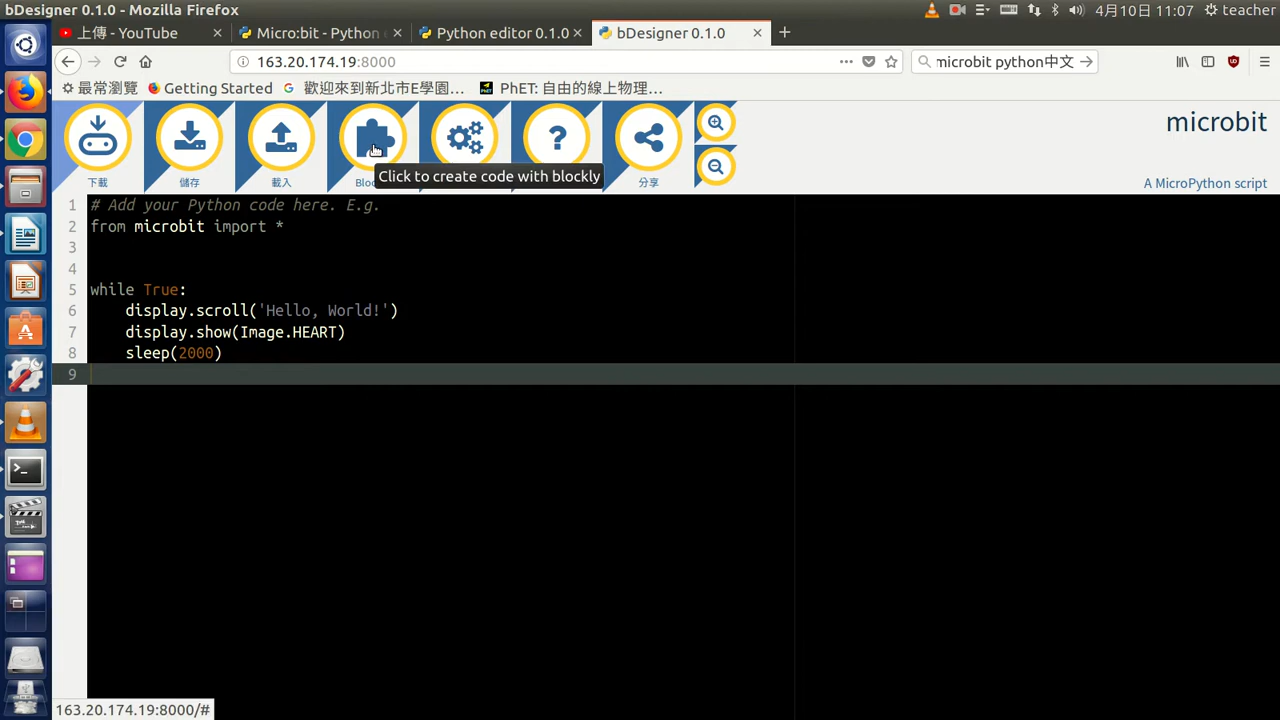 bDesigner 0.1.0 - Mozilla Firefox
4月10日 11:07 teacher
上傳 - YouTube
Micro:bit - Python
Python editor 0.1.0
bDesigner 0.1.0
163.20.174.19:8000
microbit python中文
最常瀏覽
Getting Started
歡迎來到新北市E學園…
PhET: 自由的線上物理…
microbit
A MicroPython script
下載
儲存
載入
Bloc
分享
Click to create code with blockly
1 # Add your Python code here. E.g.
2 from microbit import *
3
4
5 while True:
6 display.scroll('Hello, World!')
7 display.show(Image.HEART)
8 sleep(2000)
9
163.20.174.19:8000/#